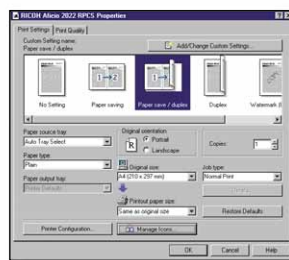 RICOH Aficio 2022 RPCS Properties
Print Settings Print Quality
Custom Setting name:
Paper save / duplex
Add/Change Custom Settings...
No Setting
Paper saving
Paper save / duplex
Duplex
Watermark
Paper source tray:
Auto Tray Select
Paper type:
Plain
Paper output tray:
Printer Default
Original orientation:
R
Portrait
Landscape
Original size:
A4 (210 x 297 mm)
Printout paper size:
Same as original size
Copies:
1
Job type:
Normal Print
Restore Defaults
Printer Configuration...
Manage Icons...
OK
Cancel
Help